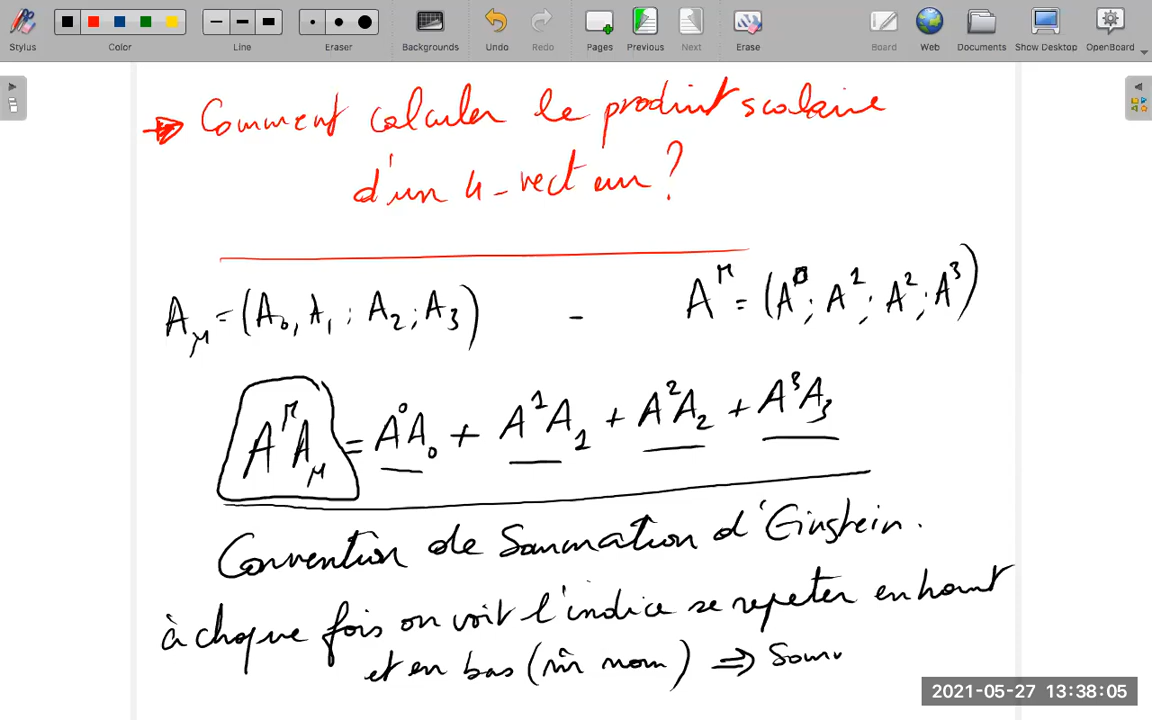 Stylus
Color
Line
Eraser
Backgrounds
Undo
Redo
Pages
Previous
Next
Erase
Board
Web
Documents
Show Desktop
OpenBoard
→ Comment calculer le produit scalaire
d'un 4-vecteur ?
A_μ = (A_0, A_1 ; A_2 ; A_3) - A^μ = (A^0 ; A^1 ; A^2 ; A^3)
A^μ A_μ = A^0 A_0 + A^1 A_1 + A^2 A_2 + A^3 A_3
Convention de Sommation d'Einstein.
à chaque fois on voit l'indice se repeter en haut
et en bas (m̂ nom) ⇒ Som
2021-05-27 13:38:05